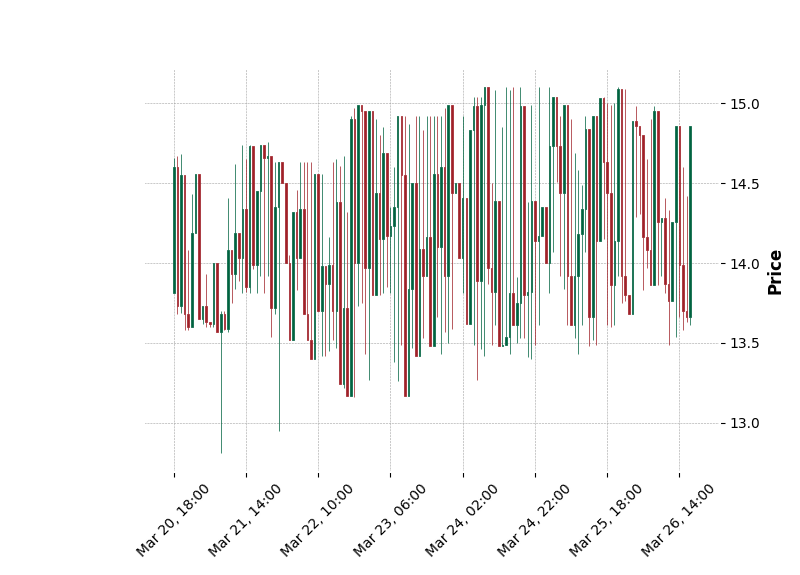 15.0
14.5
14.0
13.5
13.0
Price
Mar 20, 18:00
Mar 21, 14:00
Mar 22, 10:00
Mar 23, 06:00
Mar 24, 02:00
Mar 24, 22:00
Mar 25, 18:00
Mar 26, 14:00